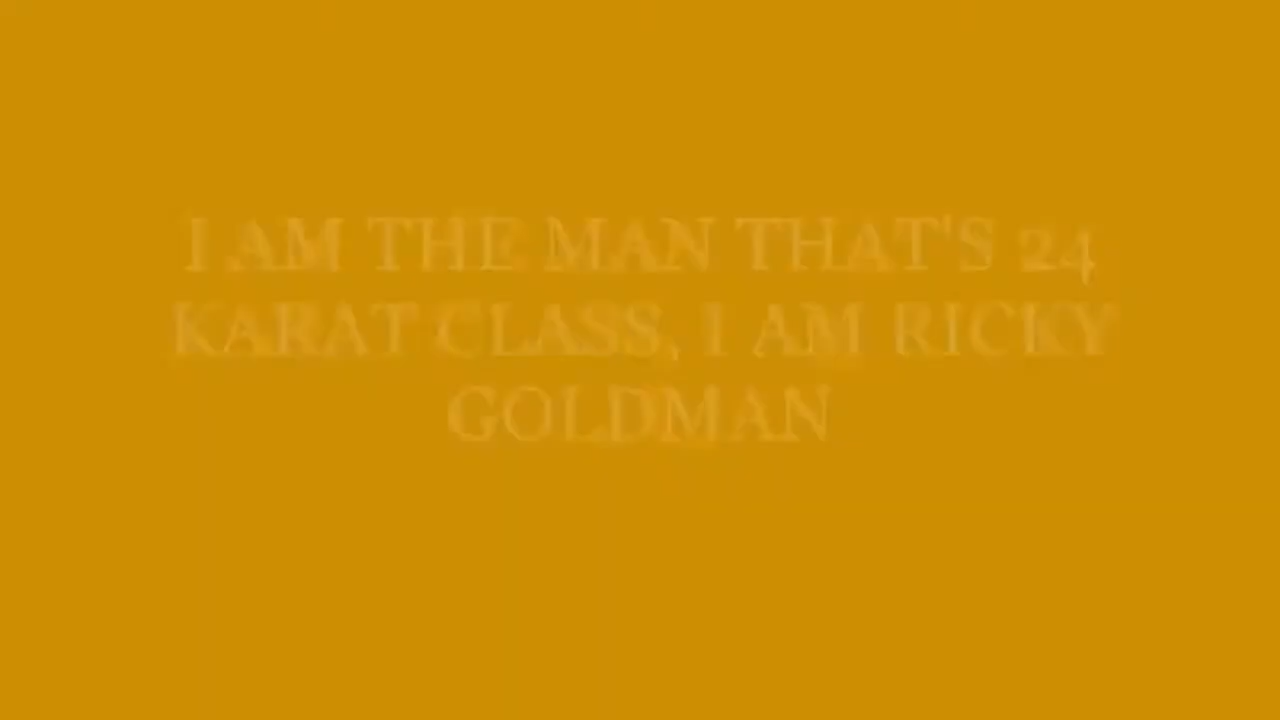 I AM THE MAN THAT'S 24
KARAT CLASS, I AM RICKY
GOLDMAN